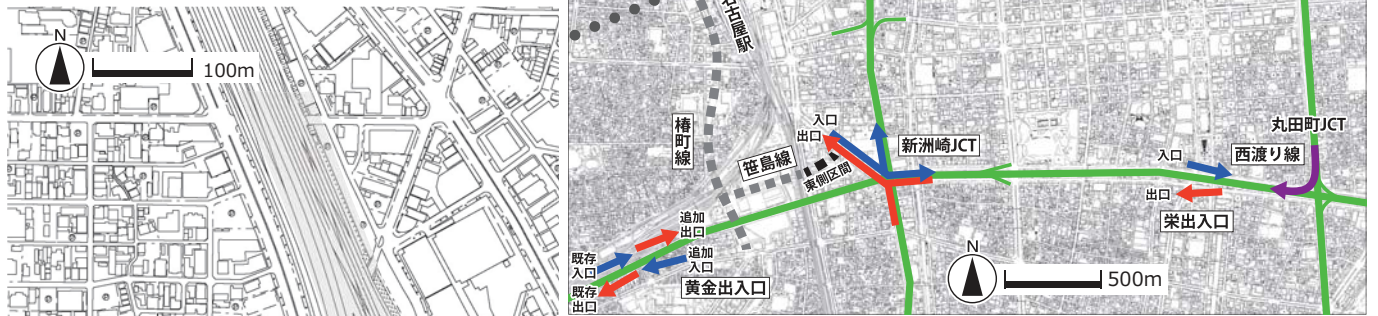 N
100m
名古屋駅
椿町線
笹島線
東側区間
入口
出口
新洲崎JCT
丸田町JCT
西渡り線
入口
出口
栄出入口
追加
出口
既存
入口
追加
入口
既存
出口
黄金出入口
N
500m